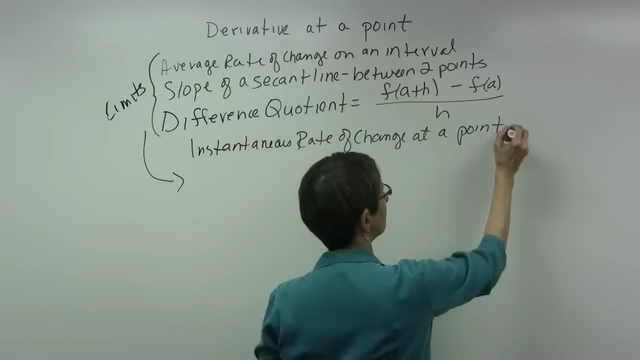 Derivative at a point
Average Rate of Change on an interval
Slope of a secant line - between 2 points
Limits
Difference Quotient = f(a+h) - f(a) / h
Instantaneous Rate of Change at a point